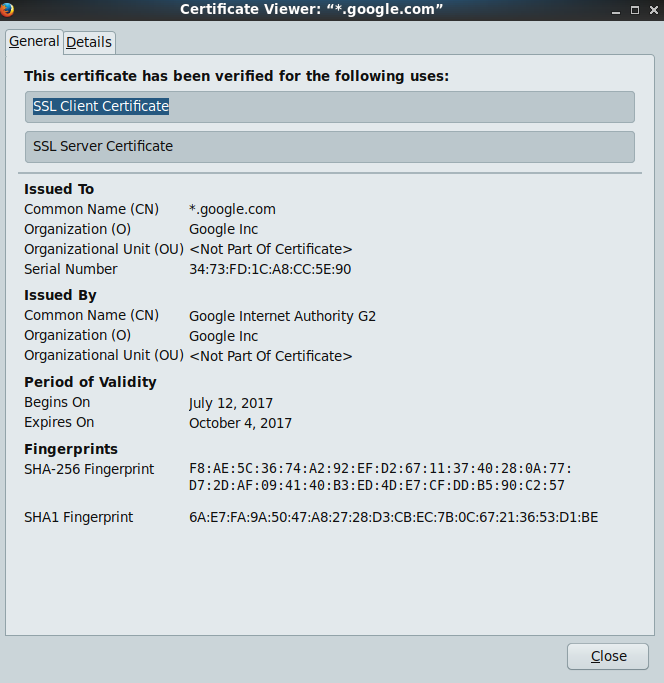 Certificate Viewer: “*.google.com”
General Details
This certificate has been verified for the following uses:
SSL Client Certificate
SSL Server Certificate
Issued To
Common Name (CN) *.google.com
Organization (O) Google Inc
Organizational Unit (OU) <Not Part Of Certificate>
Serial Number 34:73:FD:1C:A8:CC:5E:90
Issued By
Common Name (CN) Google Internet Authority G2
Organization (O) Google Inc
Organizational Unit (OU) <Not Part Of Certificate>
Period of Validity
Begins On July 12, 2017
Expires On October 4, 2017
Fingerprints
SHA-256 Fingerprint F8:AE:5C:36:74:A2:92:EF:D2:67:11:37:40:28:0A:77:
D7:2D:AF:09:41:40:B3:ED:4D:E7:CF:DD:B5:90:C2:57
SHA1 Fingerprint 6A:E7:FA:9A:50:47:A8:27:28:D3:CB:EC:7B:0C:67:21:36:53:D1:BE
Close